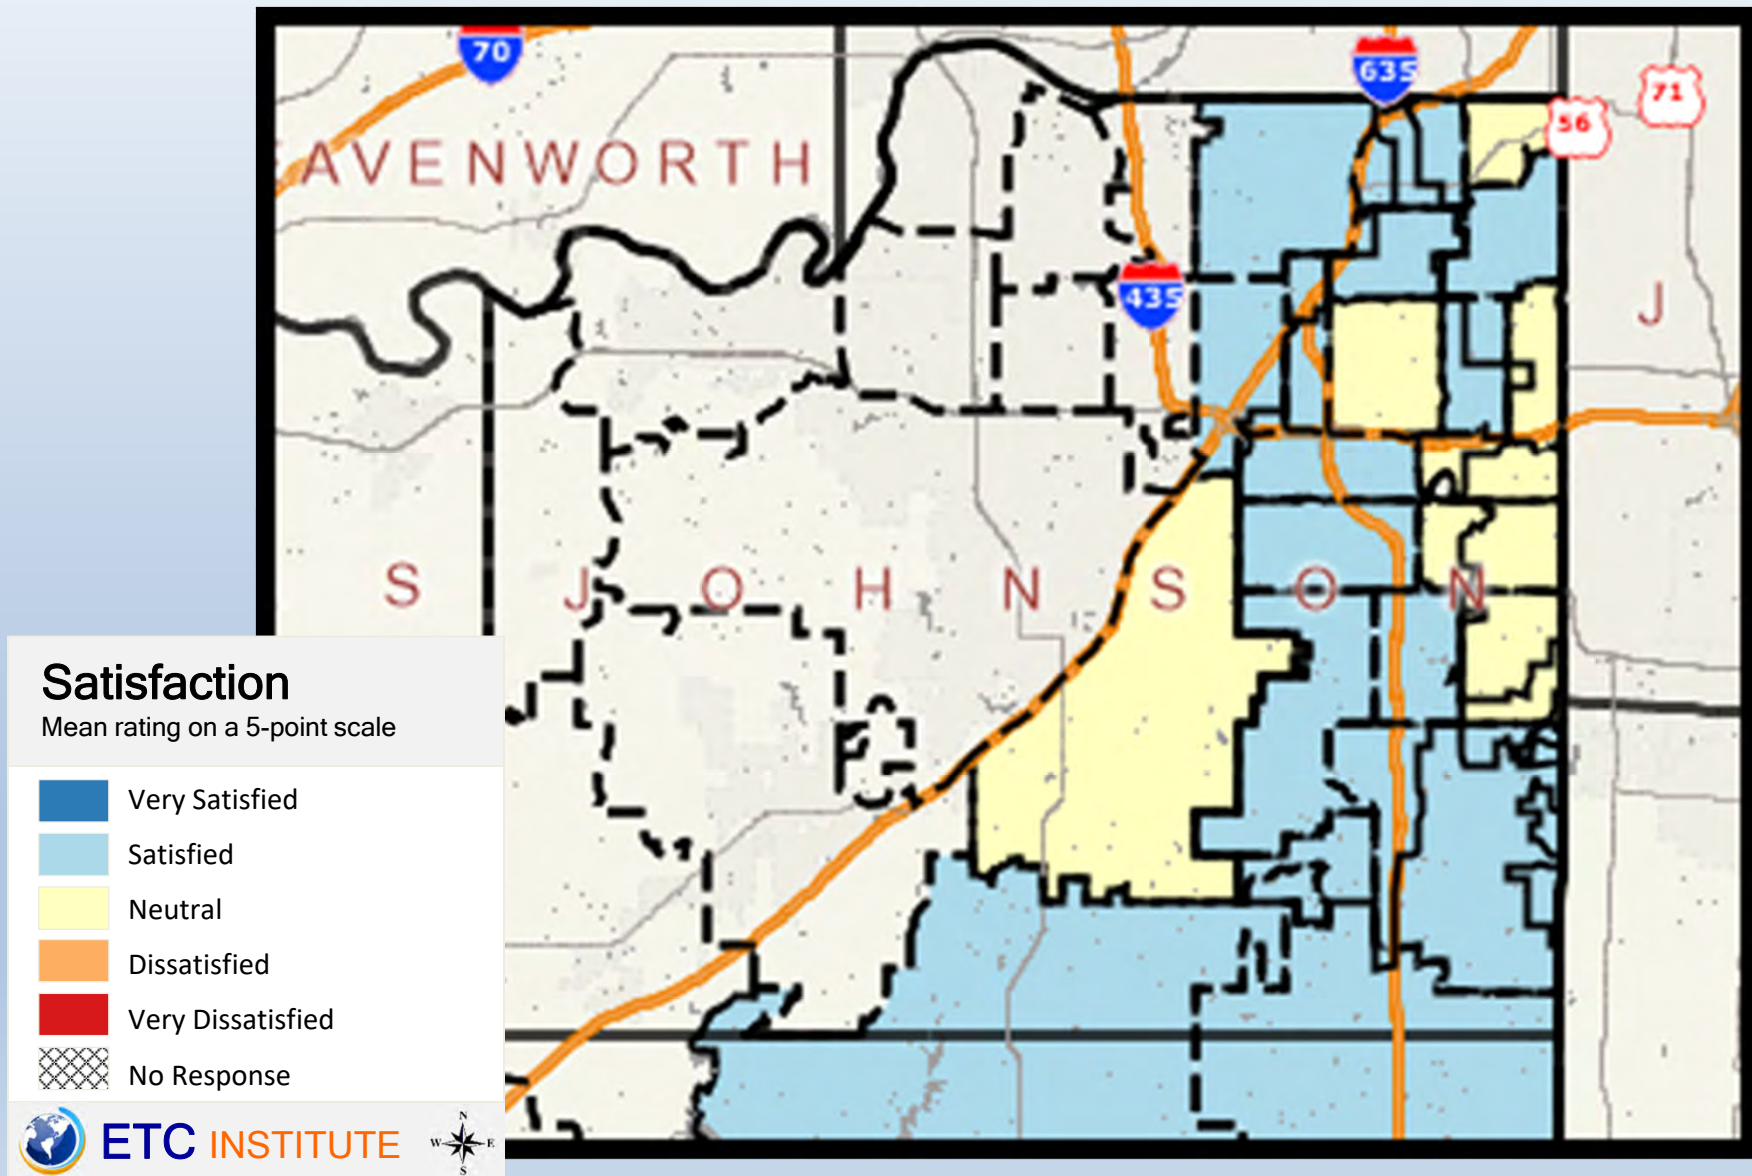 70
635
71
56
AVENWORTH
435
J
S J O H N S O N
Satisfaction
Mean rating on a 5-point scale
Very Satisfied
Satisfied
Neutral
Dissatisfied
Very Dissatisfied
No Response
ETC INSTITUTE
N
W E
S